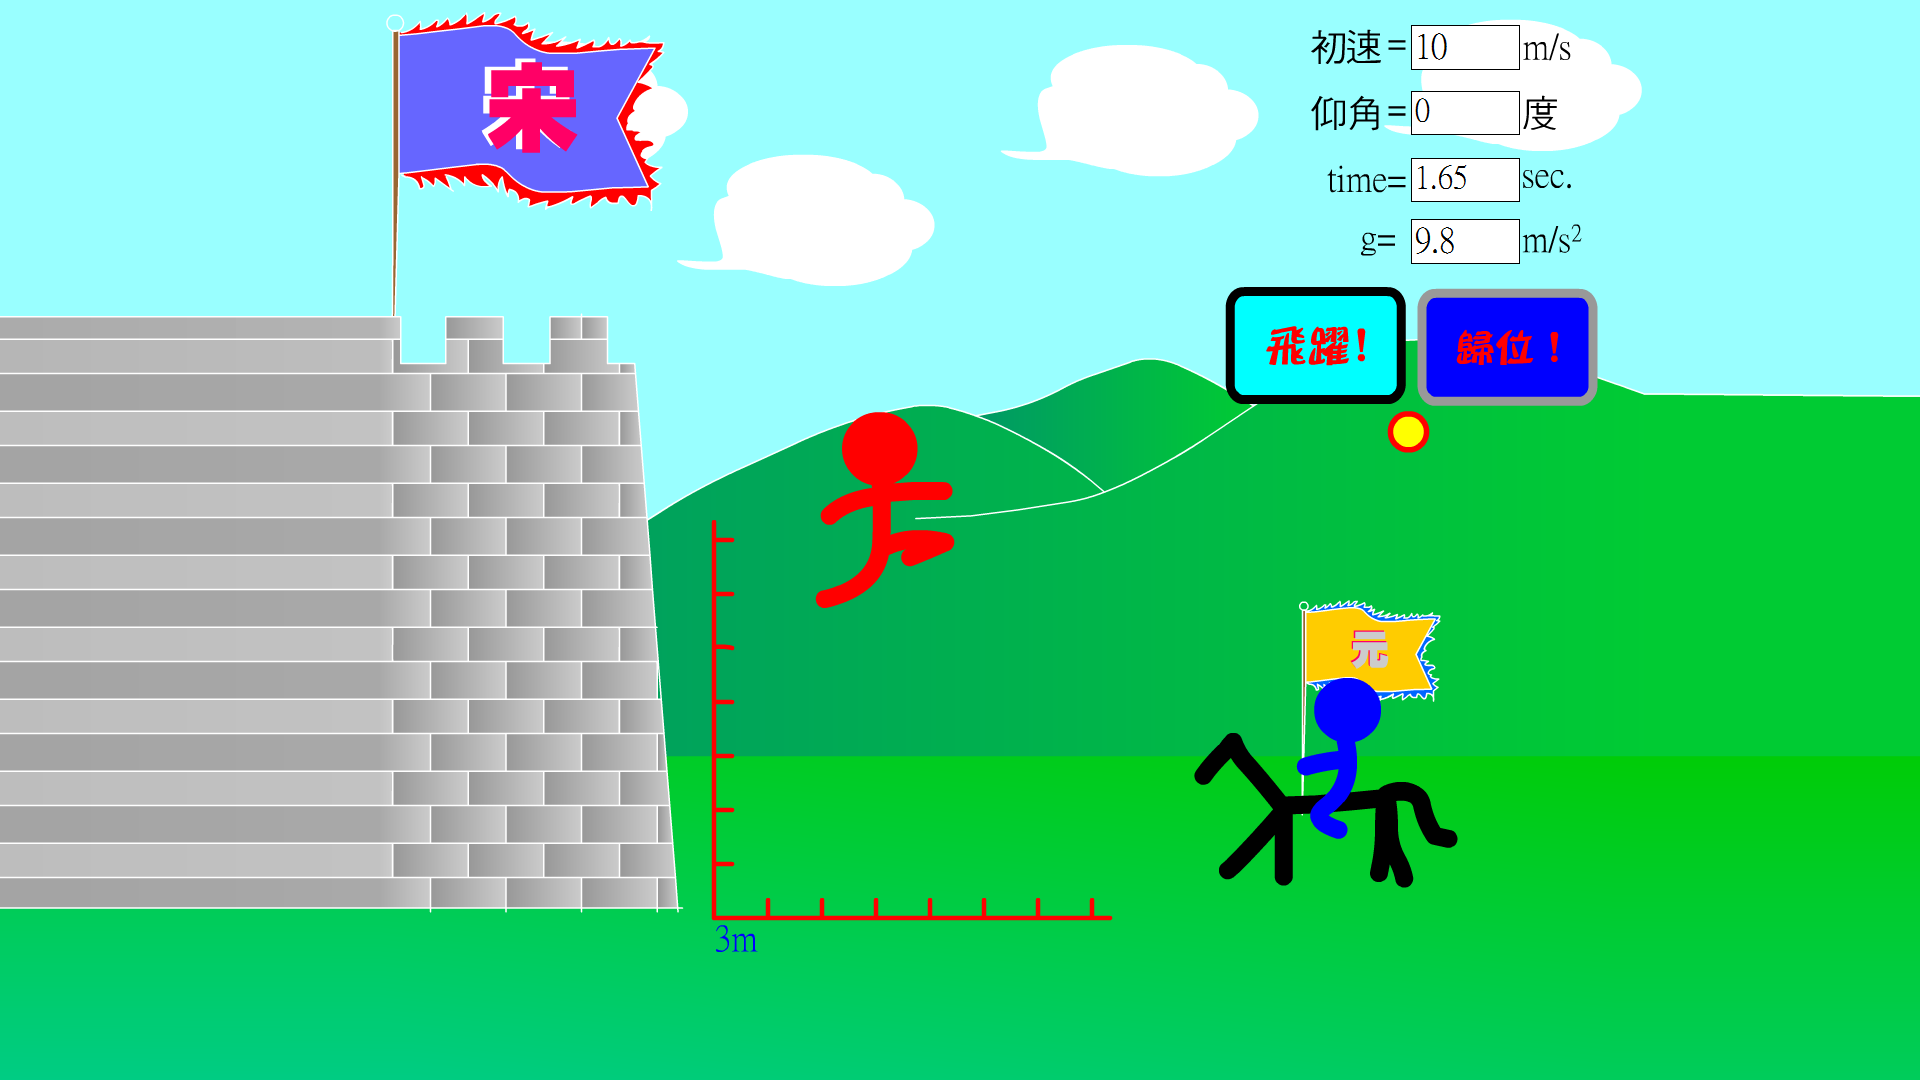 宋
初速= 10 m/s
仰角= 0 度
time= 1.65 sec.
g= 9.8 m/s²
飛躍! 歸位!
元
3m